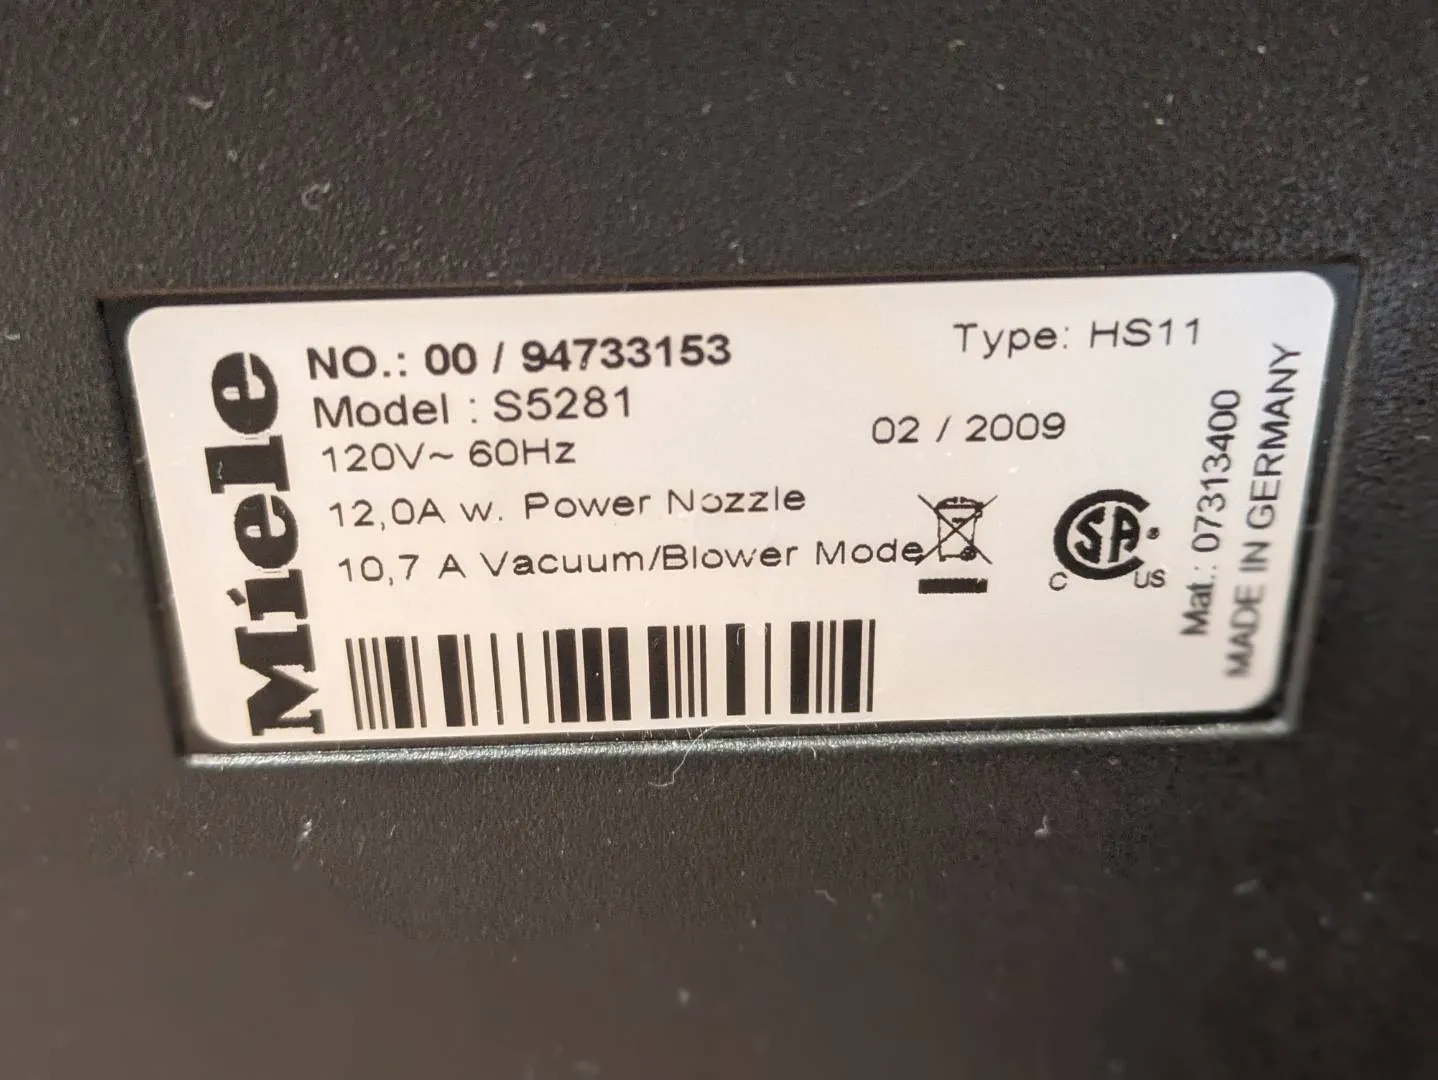 Miele
NO.: 00 / 94733153
Type: HS11
Model : S5281
120V~ 60Hz
02 / 2009
12,0A w. Power Nozzle
10,7 A Vacuum/Blower Mode
C SA ® US
Mat.: 07313400
MADE IN GERMANY